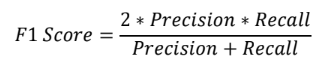 F1 Score = 2 * Precision * Recall / Precision + Recall